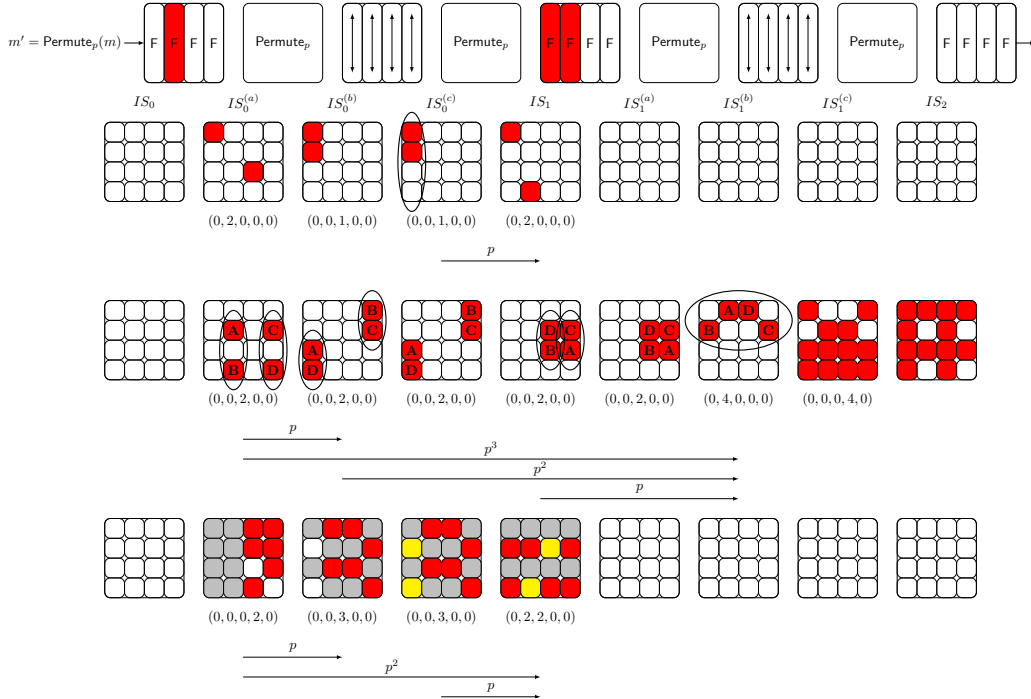 m′ = Permute_p(m) F F F F Permute_p Permute_p F F F F Permute_p Permute_p F F F F
IS_0 IS_0^(a) IS_0^(b) IS_0^(c) IS_1 IS_1^(a) IS_1^(b) IS_1^(c) IS_2
(0, 2, 0, 0, 0) (0, 0, 1, 0, 0) (0, 0, 1, 0, 0) (0, 2, 0, 0, 0)
p
B A D
A C C D C D C B C
A B A B A
B D D D
(0, 0, 2, 0, 0) (0, 0, 2, 0, 0) (0, 0, 2, 0, 0) (0, 0, 2, 0, 0) (0, 0, 2, 0, 0) (0, 4, 0, 0, 0) (0, 0, 0, 4, 0)
p
p^3
p^2
p
(0, 0, 0, 2, 0) (0, 0, 3, 0, 0) (0, 0, 3, 0, 0) (0, 2, 2, 0, 0)
p
p^2
p